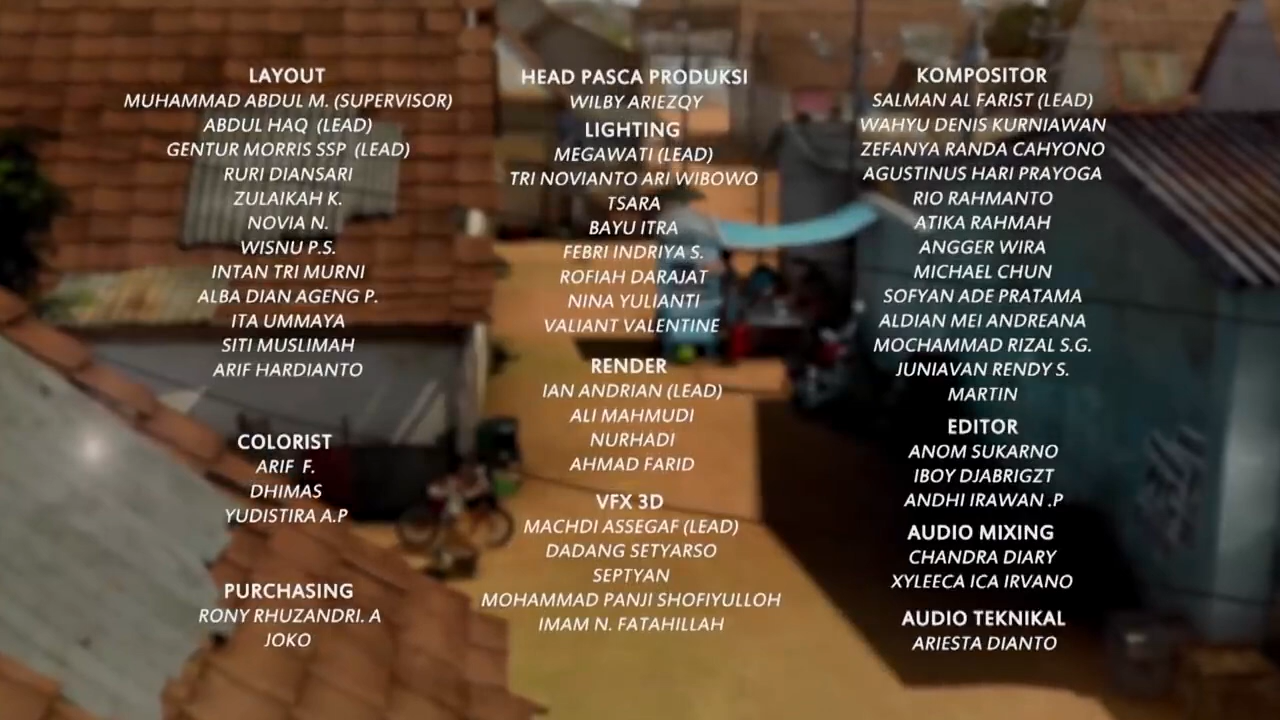 LAYOUT
MUHAMMAD ABDUL M. (SUPERVISOR)
ABDUL HAQ (LEAD)
GENTUR MORRIS SSP (LEAD)
RURI DIANSARI
ZULAIKAH K.
NOVIA N.
WISNU P.S.
INTAN TRI MURNI
ALBA DIAN AGENG P.
ITA UMMAYA
SITI MUSLIMAH
ARIF HARDIANTO
COLORIST
ARIF F.
DHIMAS
YUDISTIRA A.P
PURCHASING
RONY RHUZANDRI. A
JOKO
HEAD PASCA PRODUKSI
WILBY ARIEZQY
LIGHTING
MEGAWATI (LEAD)
TRI NOVIANTO ARI WIBOWO
TSARA
BAYU ITRA
FEBRI INDRIYA S.
ROFIAH DARAJAT
NINA YULIANTI
VALIANT VALENTINE
RENDER
IAN ANDRIAN (LEAD)
ALI MAHMUDI
NURHADI
AHMAD FARID
VFX 3D
MACHDI ASSEGAF (LEAD)
DADANG SETYARSO
SEPTYAN
MOHAMMAD PANJI SHOFIYULLOH
IMAM N. FATAHILLAH
KOMPOSITOR
SALMAN AL FARIST (LEAD)
WAHYU DENIS KURNIAWAN
ZEFANYA RANDA CAHYONO
AGUSTINUS HARI PRAYOGA
RIO RAHMANTO
ATIKA RAHMAH
ANGGER WIRA
MICHAEL CHUN
SOFYAN ADE PRATAMA
ALDIAN MEI ANDREANA
MOCHAMMAD RIZAL S.G.
JUNIAVAN RENDY S.
MARTIN
EDITOR
ANOM SUKARNO
IBOY DJABRIGZT
ANDHI IRAWAN .P
AUDIO MIXING
CHANDRA DIARY
XYLEECA ICA IRVANO
AUDIO TEKNIKAL
ARIESTA DIANTO